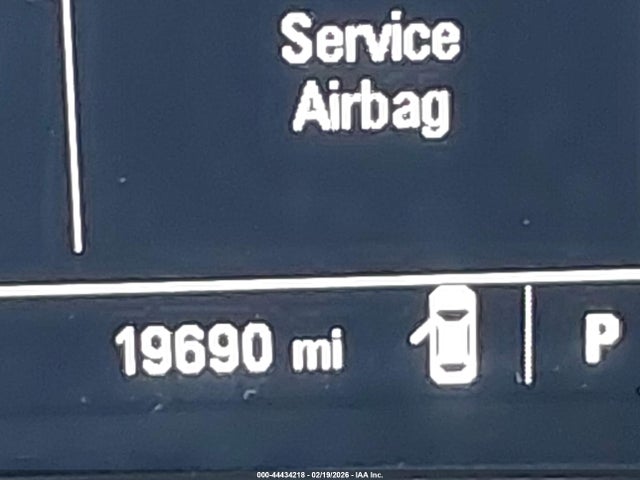 Service
Airbag
19690 mi
P
000-44434218 - 02/19/2026 - IAA Inc.